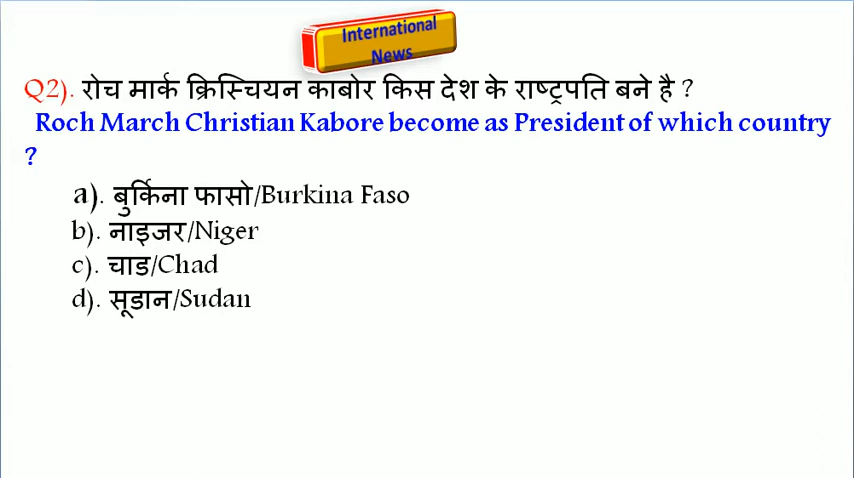 International
News
Q2). रोच मार्क क्रिस्चियन काबोर किस देश के राष्ट्रपति बने है ?
Roch March Christian Kabore become as President of which country
?
a). बुर्किना फासो/Burkina Faso
b). नाइजर/Niger
c). चाड/Chad
d). सूडान/Sudan